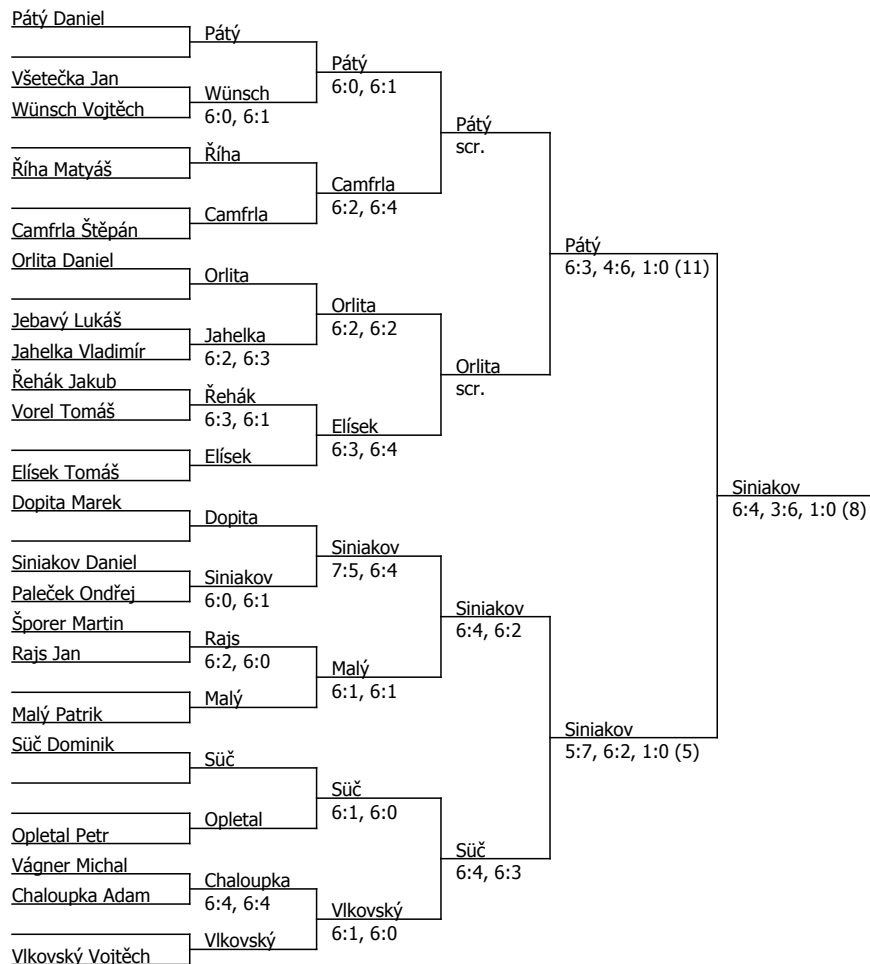 Pátý Daniel
Všetečka Jan
Wünsch Vojtěch
Říha Matyáš
Camfrla Štěpán
Orlita Daniel
Jebavý Lukáš
Jahelka Vladimír
Řehák Jakub
Vorel Tomáš
Elísek Tomáš
Dopita Marek
Siniakov Daniel
Paleček Ondřej
Šporer Martin
Rajs Jan
Malý Patrik
Süč Dominik
Opletal Petr
Vágner Michal
Chaloupka Adam
Vlkovský Vojtěch
Pátý
Wünsch
6:0, 6:1
Říha
Camfrla
Orlita
Jahelka
6:2, 6:3
Řehák
6:3, 6:1
Elísek
Dopita
Siniakov
6:0, 6:1
Rajs
6:2, 6:0
Malý
Süč
Opletal
Chaloupka
6:4, 6:4
Vlkovský
Pátý
6:0, 6:1
Camfrla
6:2, 6:4
Orlita
6:2, 6:2
Elísek
6:3, 6:4
Siniakov
7:5, 6:4
Malý
6:1, 6:1
Süč
6:1, 6:0
Vlkovský
6:1, 6:0
Pátý
scr.
Orlita
scr.
Siniakov
6:4, 6:2
Süč
6:4, 6:3
Pátý
6:3, 4:6, 1:0 (11)
Siniakov
5:7, 6:2, 1:0 (5)
Siniakov
6:4, 3:6, 1:0 (8)